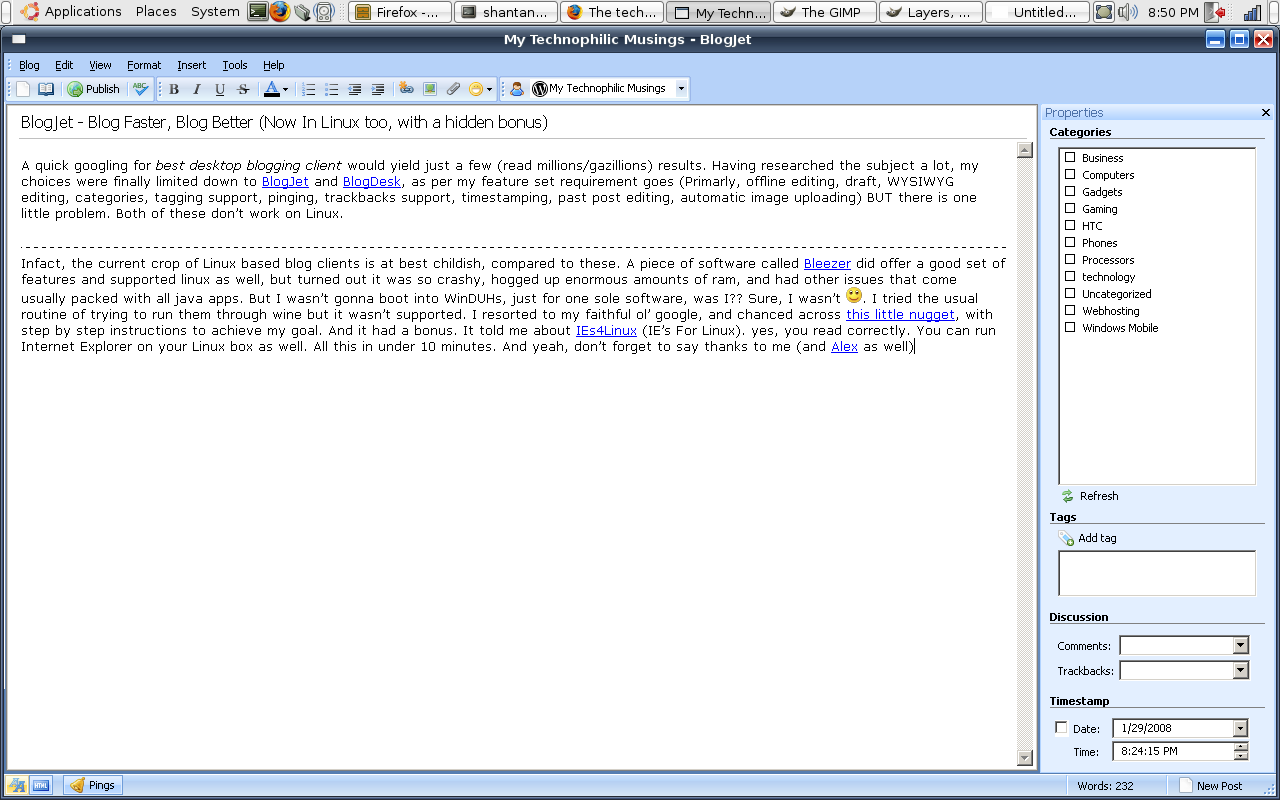 Applications Places System Firefox -... shantan... The tech... My Techn... The GIMP Layers, ... Untitled... 8:50 PM
My Technophilic Musings - BlogJet
Blog Edit View Format Insert Tools Help
Publish ABC B I U S A My Technophilic Musings
BlogJet - Blog Faster, Blog Better (Now In Linux too, with a hidden bonus)
A quick googling for best desktop blogging client would yield just a few (read millions/gazillions) results. Having researched the subject a lot, my
choices were finally limited down to BlogJet and BlogDesk, as per my feature set requirement goes (Primarly, offline editing, draft, WYSIWYG
editing, categories, tagging support, pinging, trackbacks support, timestamping, past post editing, automatic image uploading) BUT there is one
little problem. Both of these don't work on Linux.
Infact, the current crop of Linux based blog clients is at best childish, compared to these. A piece of software called Bleezer did offer a good set of
features and supported linux as well, but turned out it was so crashy, hogged up enormous amounts of ram, and had other issues that come
usually packed with all java apps. But I wasn't gonna boot into WinDUHs, just for one sole software, was I?? Sure, I wasn't . I tried the usual
routine of trying to run them through wine but it wasn't supported. I resorted to my faithful ol' google, and chanced across this little nugget, with
step by step instructions to achieve my goal. And it had a bonus. It told me about IEs4Linux (IE's For Linux). yes, you read correctly. You can run
Internet Explorer on your Linux box as well. All this in under 10 minutes. And yeah, don't forget to say thanks to me (and Alex as well)
Properties
Categories
Business
Computers
Gadgets
Gaming
HTC
Phones
Processors
technology
Uncategorized
Webhosting
Windows Mobile
Refresh
Tags
Add tag
Discussion
Comments:
Trackbacks:
Timestamp
Date: 1/29/2008
Time: 8:24:15 PM
HTML Pings Words: 232 New Post